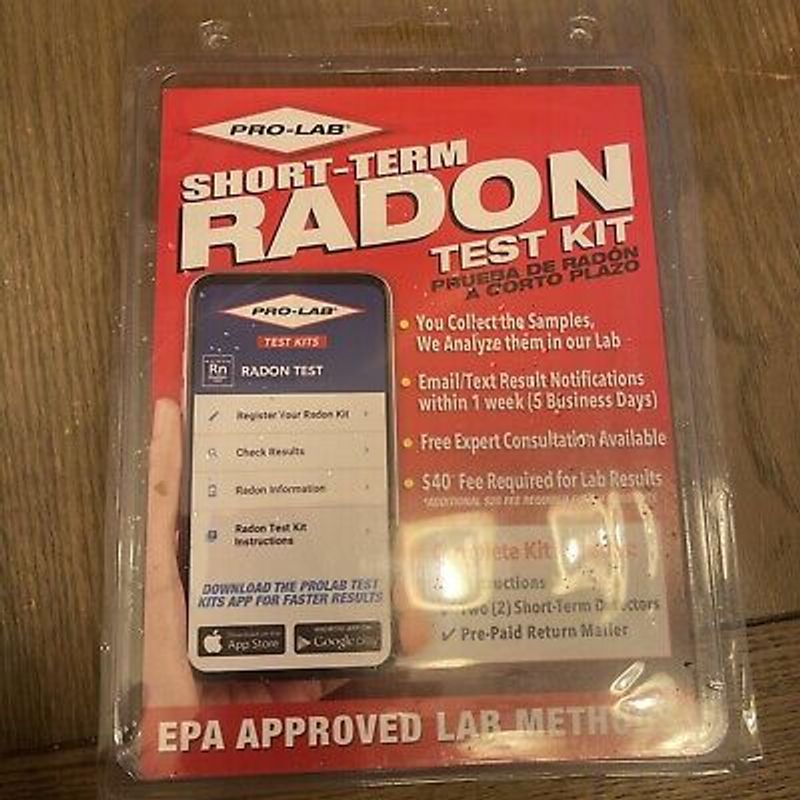 PRO-LAB®
SHORT-TERM
RADON
TEST KIT
PRUEBA DE RADÓN
A CORTO PLAZO
PRO-LAB®
TEST KITS
Rn
RADON TEST
Register Your Radon Kit
Check Results
Radon Information
Radon Test Kit
Instructions
DOWNLOAD THE PROLAB TEST
KITS APP FOR FASTER RESULTS
App Store
Google
• You Collect the Samples,
We Analyze them in our Lab
• Email/Text Result Notifications
within 1 week (5 Business Days)
• Free Expert Consultation Available
• $40* Fee Required for Lab Results
*ADDITIONAL FEE REQUIRED
Kit
Two (2) Short-Term Detectors
✓ Pre-Paid Return Mailer
EPA APPROVED LAB